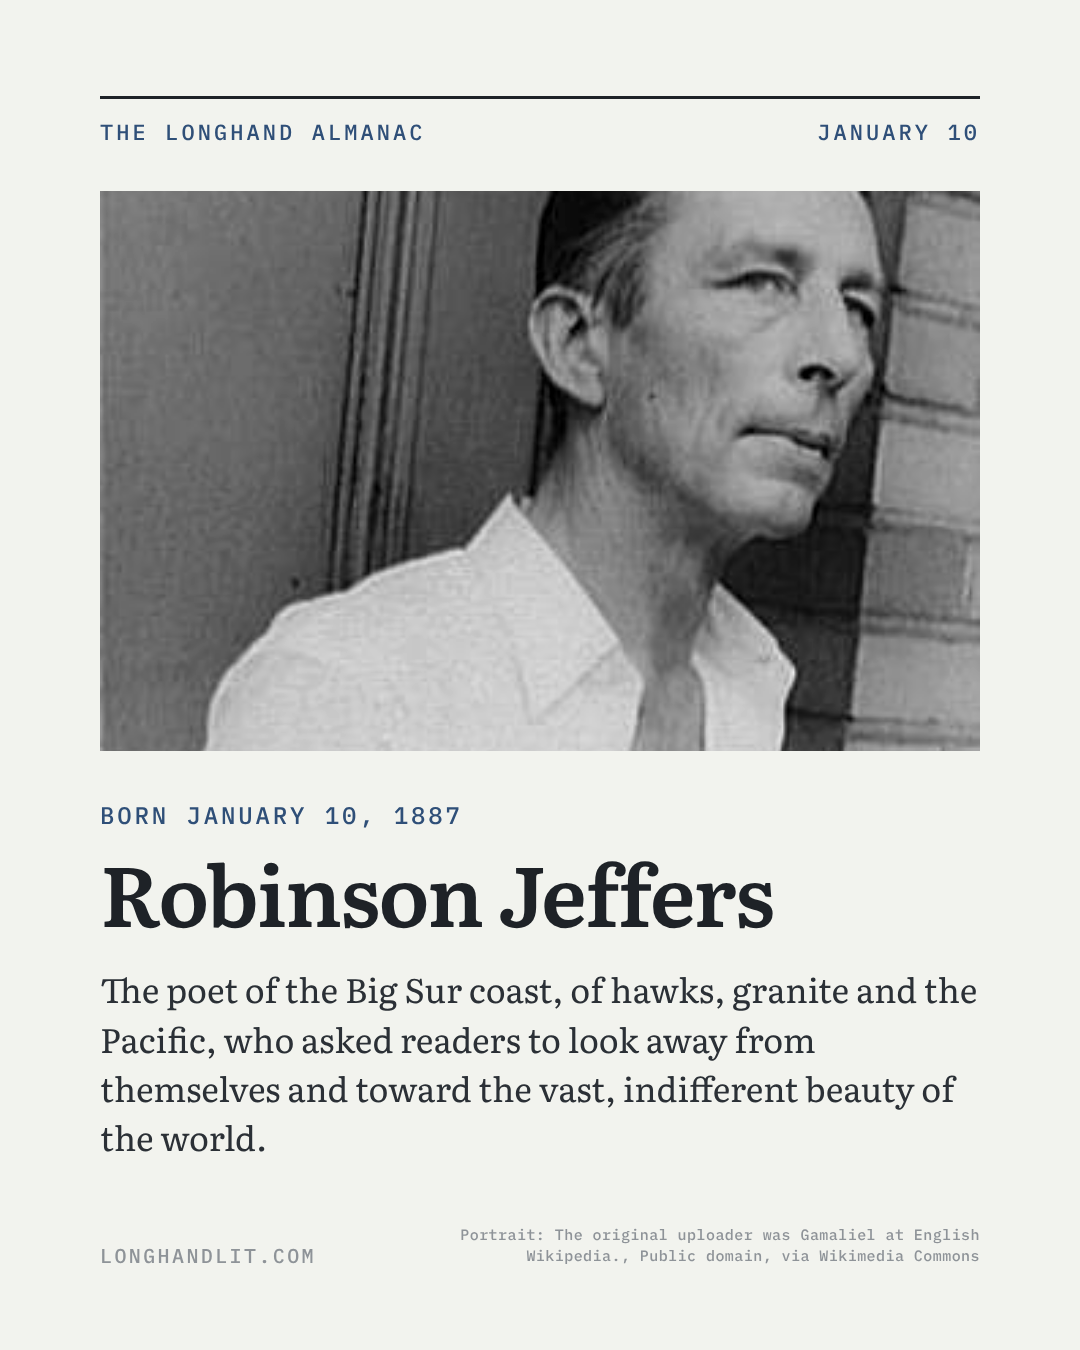 THE LONGHAND ALMANAC
JANUARY 10
BORN JANUARY 10, 1887
Robinson Jeffers
The poet of the Big Sur coast, of hawks, granite and the
Pacific, who asked readers to look away from
themselves and toward the vast, indifferent beauty of
the world.
LONGHANDLIT.COM
Portrait: The original uploader was Gamaliel at English
Wikipedia., Public domain, via Wikimedia Commons